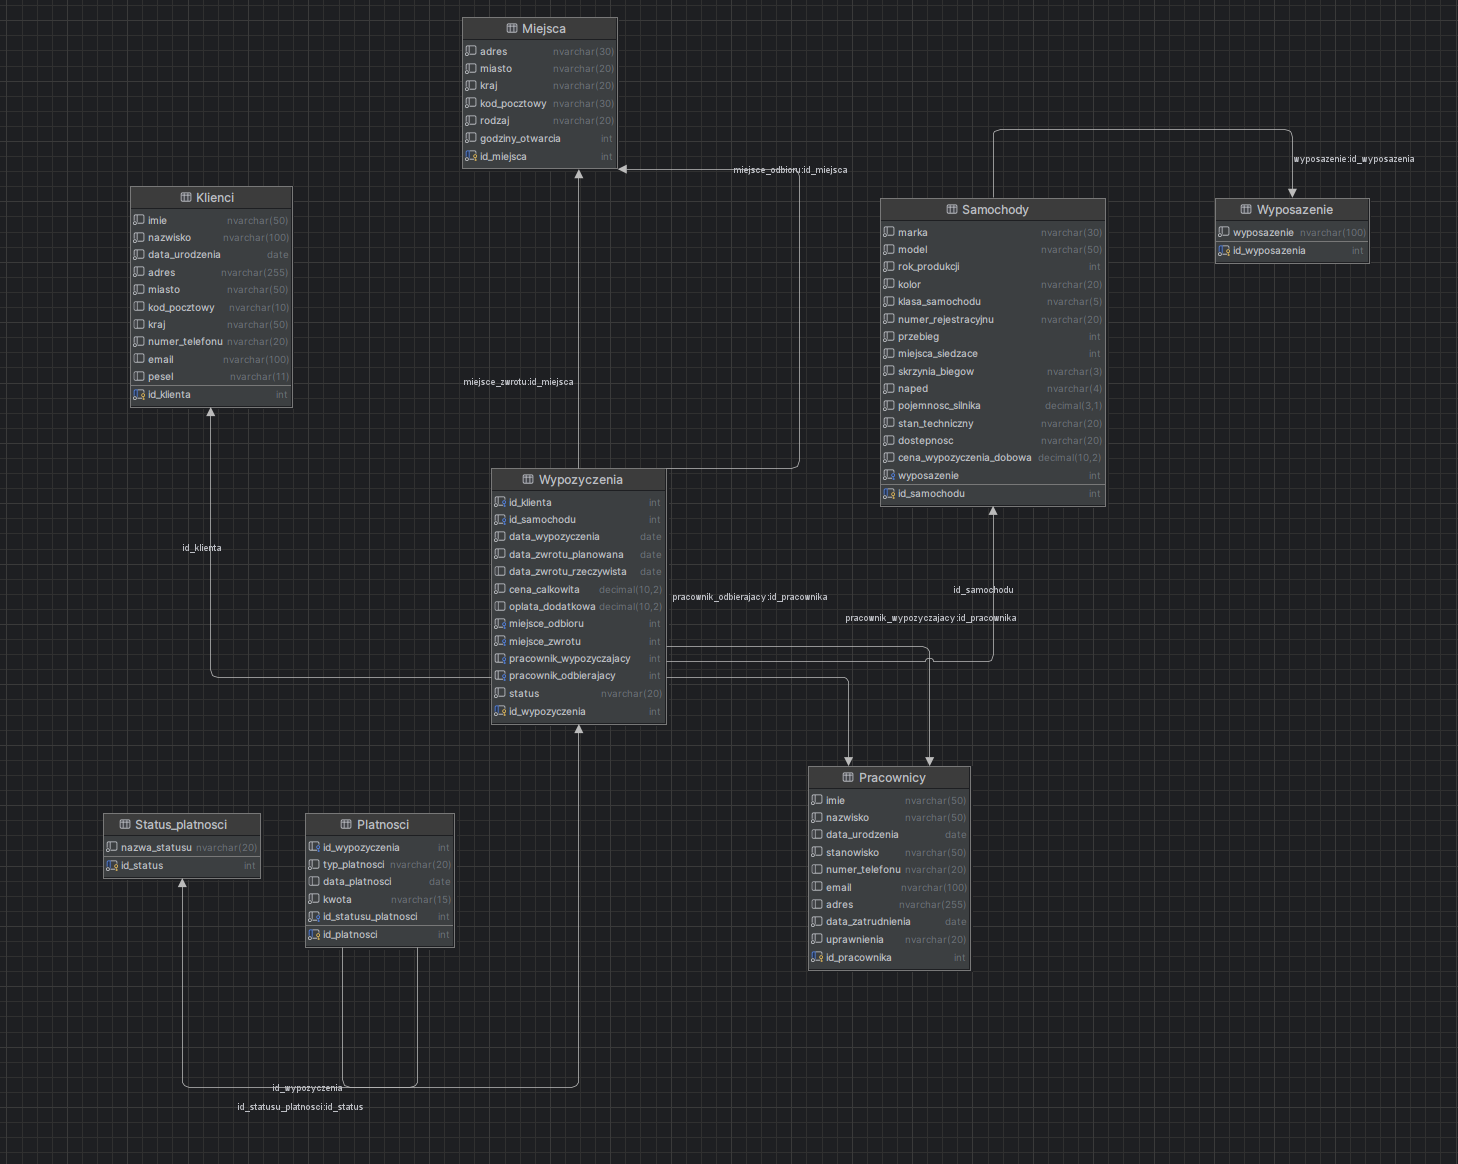 Miejsca
adres nvarchar(30)
miasto nvarchar(20)
kraj nvarchar(20)
kod_pocztowy nvarchar(30)
rodzaj nvarchar(20)
godziny_otwarcia int
id_miejsca int
miejsce_odbioru:id_miejsca
wyposazenie:id_wyposazenia
Klienci
imie nvarchar(50)
nazwisko nvarchar(100)
data_urodzenia date
adres nvarchar(255)
miasto nvarchar(50)
kod_pocztowy nvarchar(10)
kraj nvarchar(50)
numer_telefonu nvarchar(20)
email nvarchar(100)
pesel nvarchar(11)
id_klienta int
Samochody
marka nvarchar(30)
model nvarchar(50)
rok_produkcji int
kolor nvarchar(20)
klasa_samochodu nvarchar(5)
numer_rejestracyjnu nvarchar(20)
przebieg int
miejsca_siedzace int
skrzynia_biegow nvarchar(3)
naped nvarchar(4)
pojemnosc_silnika decimal(3,1)
stan_techniczny nvarchar(20)
dostepnosc nvarchar(20)
cena_wypozyczenia_dobowa decimal(10,2)
wyposazenie int
id_samochodu int
Wyposazenie
wyposazenie nvarchar(100)
id_wyposazenia int
miejsce_zwrotu:id_miejsca
Wypozyczenia
id_klienta int
id_samochodu int
data_wypozyczenia date
data_zwrotu_planowana date
data_zwrotu_rzeczywista date
cena_calkowita decimal(10,2)
oplata_dodatkowa decimal(10,2)
miejsce_odbioru int
miejsce_zwrotu int
pracownik_wypozyczajacy int
pracownik_odbierajacy int
status nvarchar(20)
id_wypozyczenia int
id_klienta
id_samochodu
pracownik_odbierajacy:id_pracownika
pracownik_wypozyczajacy:id_pracownika
Pracownicy
imie nvarchar(50)
nazwisko nvarchar(50)
data_urodzenia date
stanowisko nvarchar(50)
numer_telefonu nvarchar(20)
email nvarchar(100)
adres nvarchar(255)
data_zatrudnienia date
uprawnienia nvarchar(20)
id_pracownika int
Status_platnosci
nazwa_statusu nvarchar(20)
id_status int
Platnosci
id_wypozyczenia int
typ_platnosci nvarchar(20)
data_platnosci date
kwota nvarchar(15)
id_statusu_platnosci int
id_platnosci int
id_wypozyczenia
id_statusu_platnosci:id_status